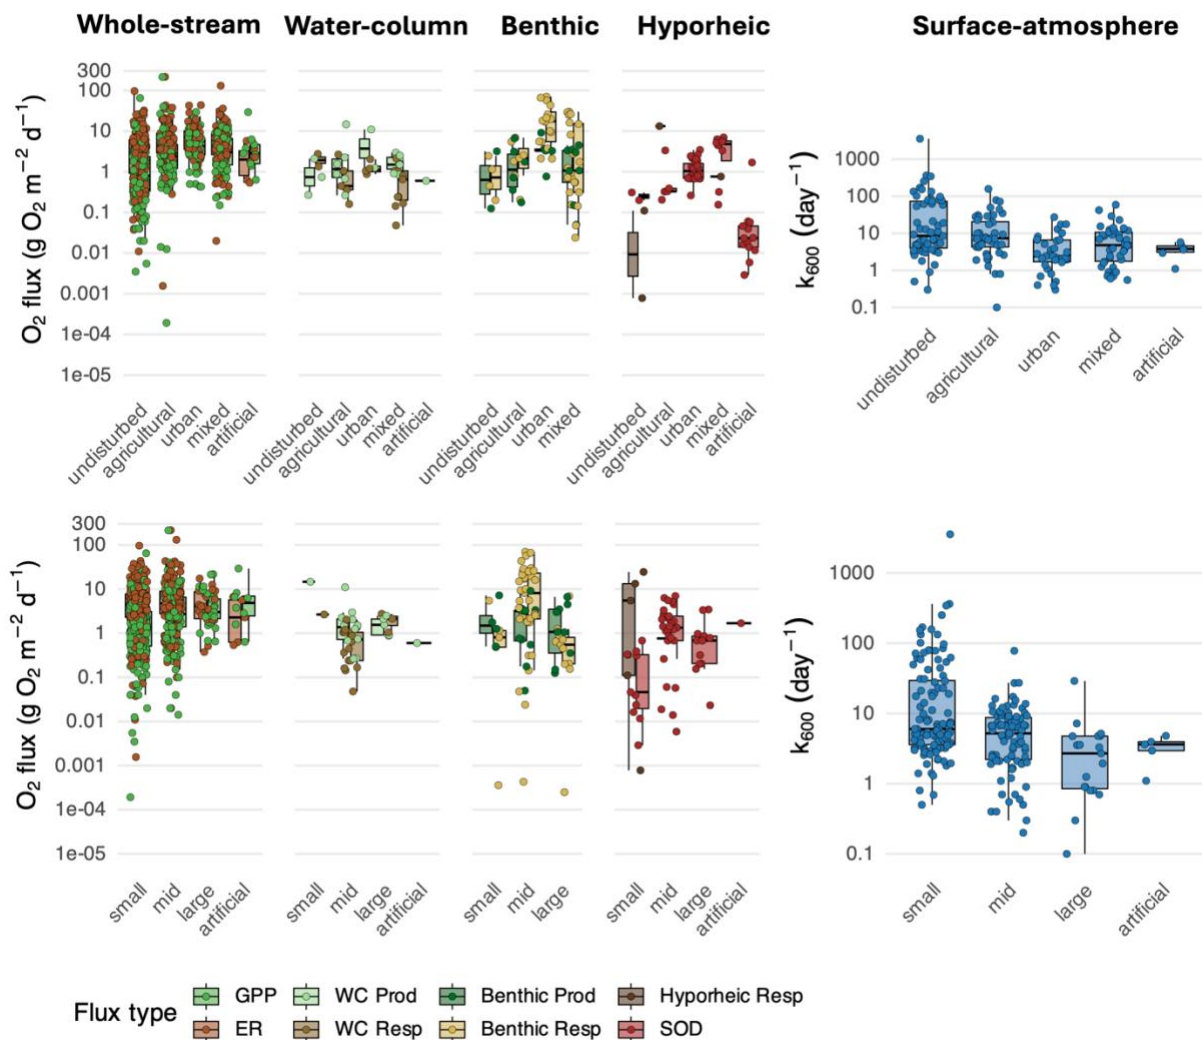 Whole-stream Water-column Benthic Hyporheic Surface-atmosphere
O₂ flux (g O₂ m⁻² d⁻¹)
300
100
10
1
0.1
0.01
0.001
1e-04
1e-05
undisturbed
agricultural
urban
mixed
artificial
undisturbed
agricultural
urban
mixed
artificial
undisturbed
agricultural
urban
mixed
undisturbed
agricultural
urban
mixed
artificial
k₆₀₀ (day⁻¹)
1000
100
10
1
0.1
undisturbed
agricultural
urban
mixed
artificial
O₂ flux (g O₂ m⁻² d⁻¹)
300
100
10
1
0.1
0.01
0.001
1e-04
1e-05
small
mid
large
artificial
small
mid
large
artificial
small
mid
large
small
mid
large
artificial
k₆₀₀ (day⁻¹)
1000
100
10
1
0.1
small
mid
large
artificial
Flux type
GPP WC Prod Benthic Prod Hyporheic Resp
ER WC Resp Benthic Resp SOD